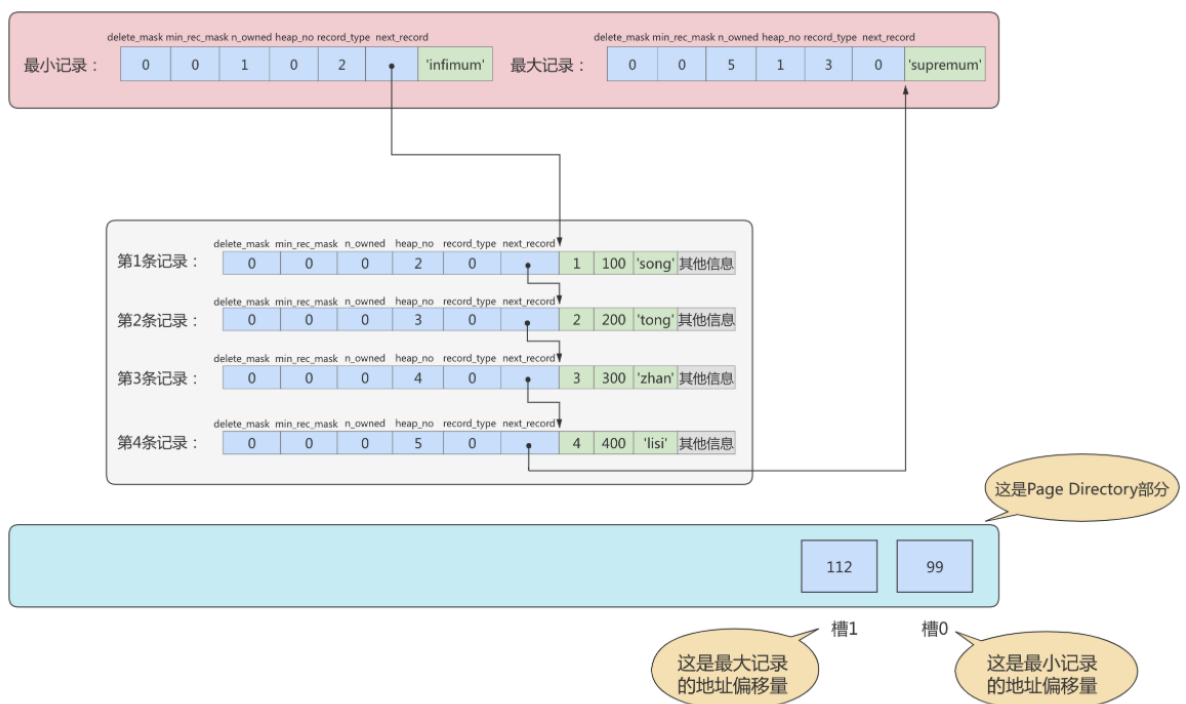 delete_mask min_rec_mask n_owned heap_no record_type next_record
最小记录： 0 0 1 0 2 'infimum'
delete_mask min_rec_mask n_owned heap_no record_type next_record
最大记录： 0 0 5 1 3 0 'supremum'
delete_mask min_rec_mask n_owned heap_no record_type next_record
第1条记录： 0 0 0 2 0 1 100 'song' 其他信息
delete_mask min_rec_mask n_owned heap_no record_type next_record
第2条记录： 0 0 0 3 0 2 200 'tong' 其他信息
delete_mask min_rec_mask n_owned heap_no record_type next_record
第3条记录： 0 0 0 4 0 3 300 'zhan' 其他信息
delete_mask min_rec_mask n_owned heap_no record_type next_record
第4条记录： 0 0 0 5 0 4 400 'lisi' 其他信息
这是Page Directory部分
112 99
槽1 槽0
这是最大记录
的地址偏移量
这是最小记录
的地址偏移量